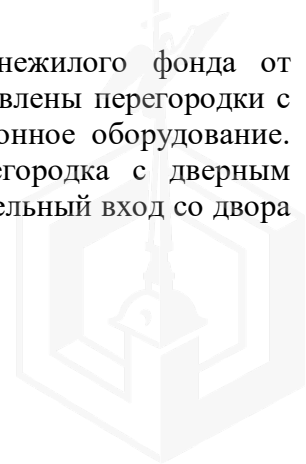 нежилого фонда от
влены перегородки с
онное оборудование.
егородка с дверным
ельный вход со двора